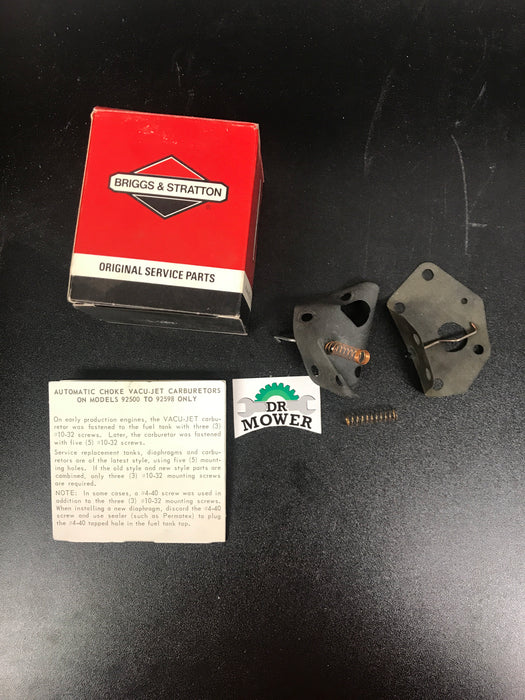 BRIGGS & STRATTON
®
ORIGINAL SERVICE PARTS
AUTOMATIC CHOKE VACU-JET CARBURETORS
ON MODELS 92500 TO 92598 ONLY
On early production engines, the VACU-JET carbu-
retor was fastened to the fuel tank with three (3)
#10-32 screws. Later, the carburetor was fastened
with five (5) #10-32 screws.
Service replacement tanks, diaphragms and carbu-
retors are of the latest style, using five (5) mount-
ing holes. If the old style and new style parts are
combined, only three (3) #10-32 mounting screws
are required.
NOTE: In some cases, a #4-40 screw was used in
addition to the three (3) #10-32 mounting screws.
When installing a new diaphragm, discard the #4-40
screw and use sealer (such as Permatex) to plug
the #4-40 tapped hole in the fuel tank top.
DR
MOWER